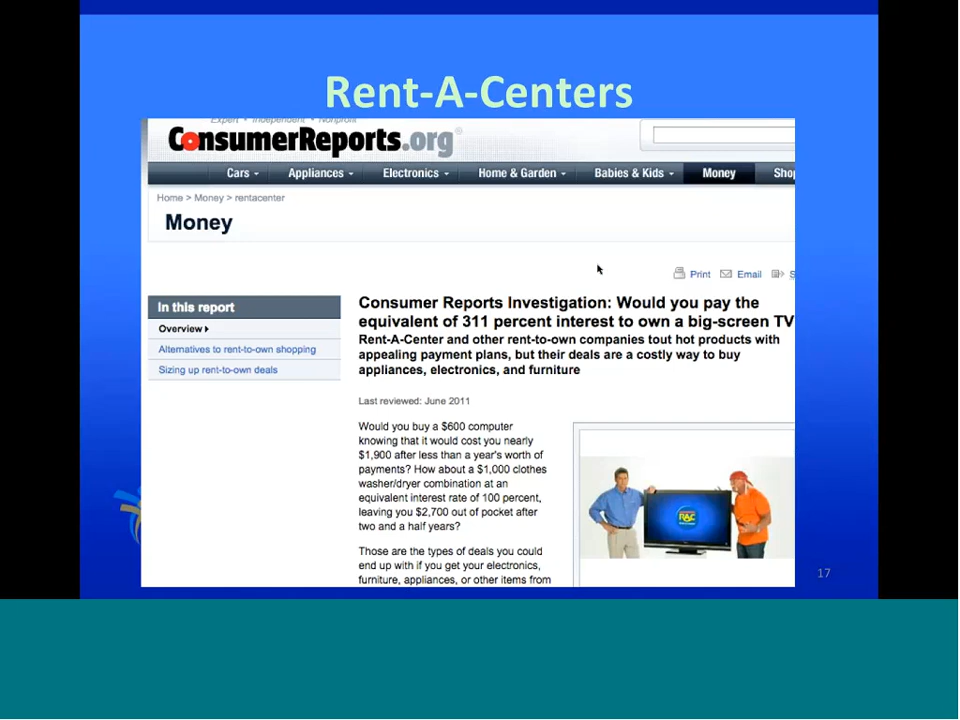 Rent-A-Centers
Expert • Independent • Nonprofit
ConsumerReports.org®
Cars Appliances Electronics Home & Garden Babies & Kids Money Shop
Home > Money > rentacenter
Money
Print Email S
In this report
Overview
Alternatives to rent-to-own shopping
Sizing up rent-to-own deals
Consumer Reports Investigation: Would you pay the
equivalent of 311 percent interest to own a big-screen TV
Rent-A-Center and other rent-to-own companies tout hot products with
appealing payment plans, but their deals are a costly way to buy
appliances, electronics, and furniture
Last reviewed: June 2011
Would you buy a $600 computer
knowing that it would cost you nearly
$1,900 after less than a year's worth of
payments? How about a $1,000 clothes
washer/dryer combination at an
equivalent interest rate of 100 percent,
leaving you $2,700 out of pocket after
two and a half years?
Those are the types of deals you could
end up with if you get your electronics,
furniture, appliances, or other items from
RAC
17